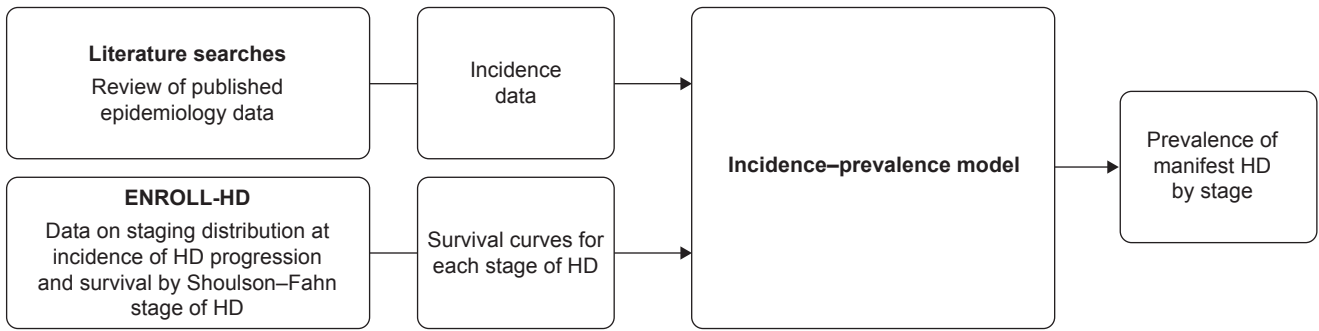 Literature searches
Review of published
epidemiology data
Incidence
data
ENROLL-HD
Data on staging distribution at
incidence of HD progression
and survival by Shoulson–Fahn
stage of HD
Survival curves for
each stage of HD
Incidence–prevalence model
Prevalence of
manifest HD
by stage